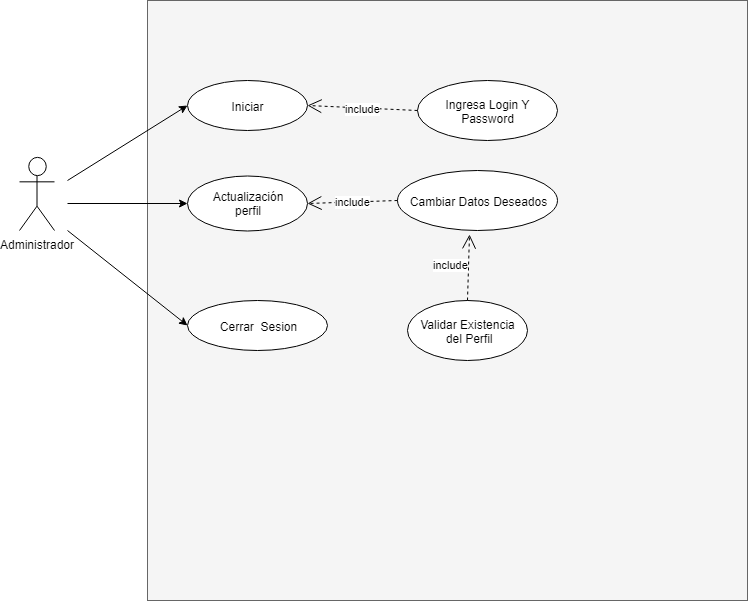 Iniciar
include
Ingresa Login Y
Password
Administrador
Actualización
perfil
include
Cambiar Datos Deseados
include
Cerrar Sesion
Validar Existencia
del Perfil